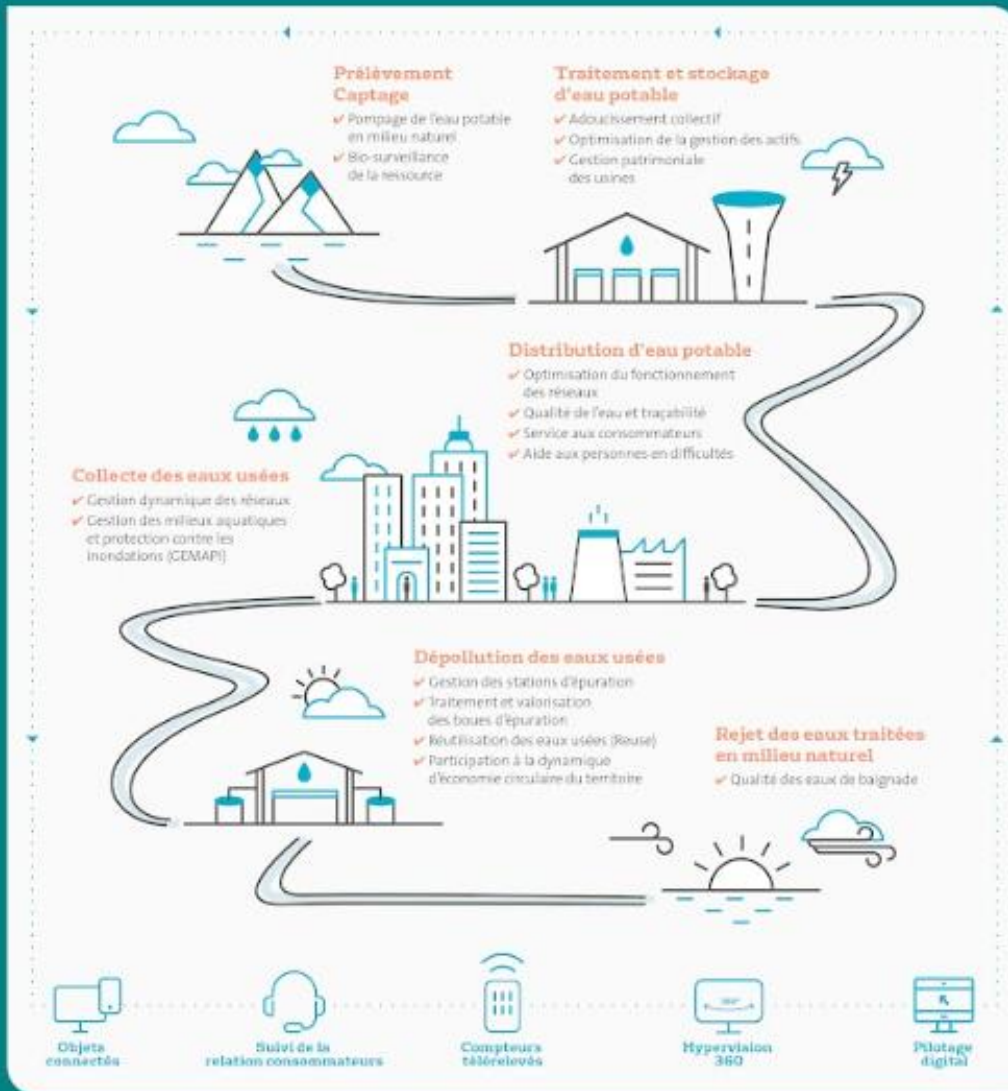 Prélèvement
Captage
✔ Pompage de l'eau potable
en milieu naturel
✔ Bio-surveillance
de la ressource
Traitement et stockage
d'eau potable
✔ Adoucissement collectif
✔ Optimisation de la gestion des actifs
✔ Gestion patrimoniale
des usines
Distribution d'eau potable
✔ Optimisation du fonctionnement
des réseaux
✔ Qualité de l'eau et traçabilité
✔ Service aux consommateurs
✔ Aide aux personnes en difficultés
Collecte des eaux usées
✔ Gestion dynamique des réseaux
✔ Gestion des milieux aquatiques
et protection contre les
inondations (GEMAPI)
Dépollution des eaux usées
✔ Gestion des stations d'épuration
✔ Traitement et valorisation
des boues d'épuration
✔ Réutilisation des eaux usées (Reuse)
✔ Participation à la dynamique
d'économie circulaire du territoire
Rejet des eaux traitées
en milieu naturel
✔ Qualité des eaux de baignade
360°
Objets
connectés
Suivi de la
relation consommateurs
Compteurs
télérelevés
Hypervision
360
Pilotage
digital